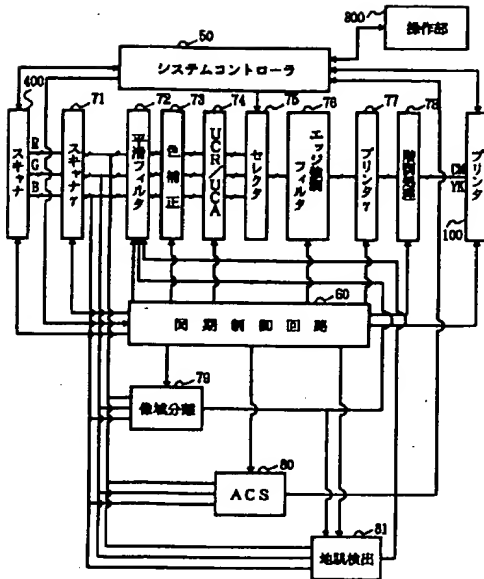 800
操作部
50
システムコントローラ
400
スキャナ
R
G
B
71
スキャナγ
72
平滑フィルタ
73
色補正
74
UCR/UCA
75
セレクタ
76
エッジ強調フィルタ
77
プリンタγ
78
CM
YK
プリンタ
100
60
同期制御回路
79
像域分離
80
ACS
81
地肌検出